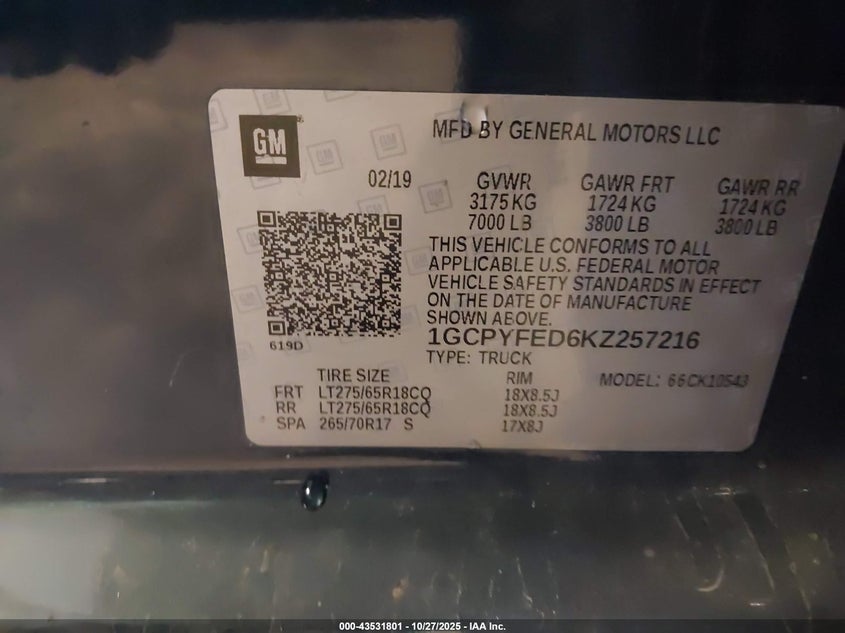 GM
MFD BY GENERAL MOTORS LLC
02/19 GVWR GAWR FRT GAWR RR
3175 KG 1724 KG 1724 KG
7000 LB 3800 LB 3800 LB
THIS VEHICLE CONFORMS TO ALL
APPLICABLE U.S. FEDERAL MOTOR
VEHICLE SAFETY STANDARDS IN EFFECT
ON THE DATE OF MANUFACTURE
SHOWN ABOVE.
619D
1GCPYFED6KZ257216
TYPE: TRUCK
MODEL: 66CK10543
TIRE SIZE RIM
FRT LT275/65R18CQ 18X8.5J
RR LT275/65R18CQ 18X8.5J
SPA 265/70R17 S 17X8J
000-43531801 - 10/27/2025 - IAA Inc.